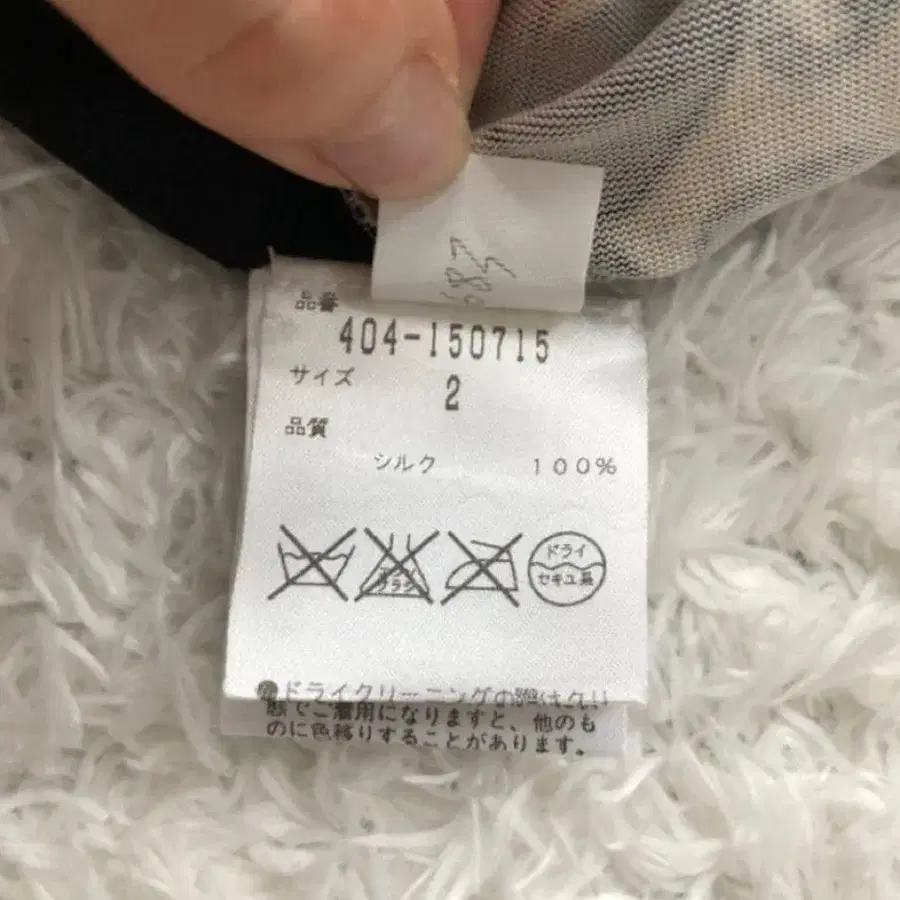 品番
404-150715
サイズ
2
品質
シルク 100%
ドライ
セキユ系
ドライクリーニングの際は
態でご着用になりますと、他のも
のに色移りすることがあります。